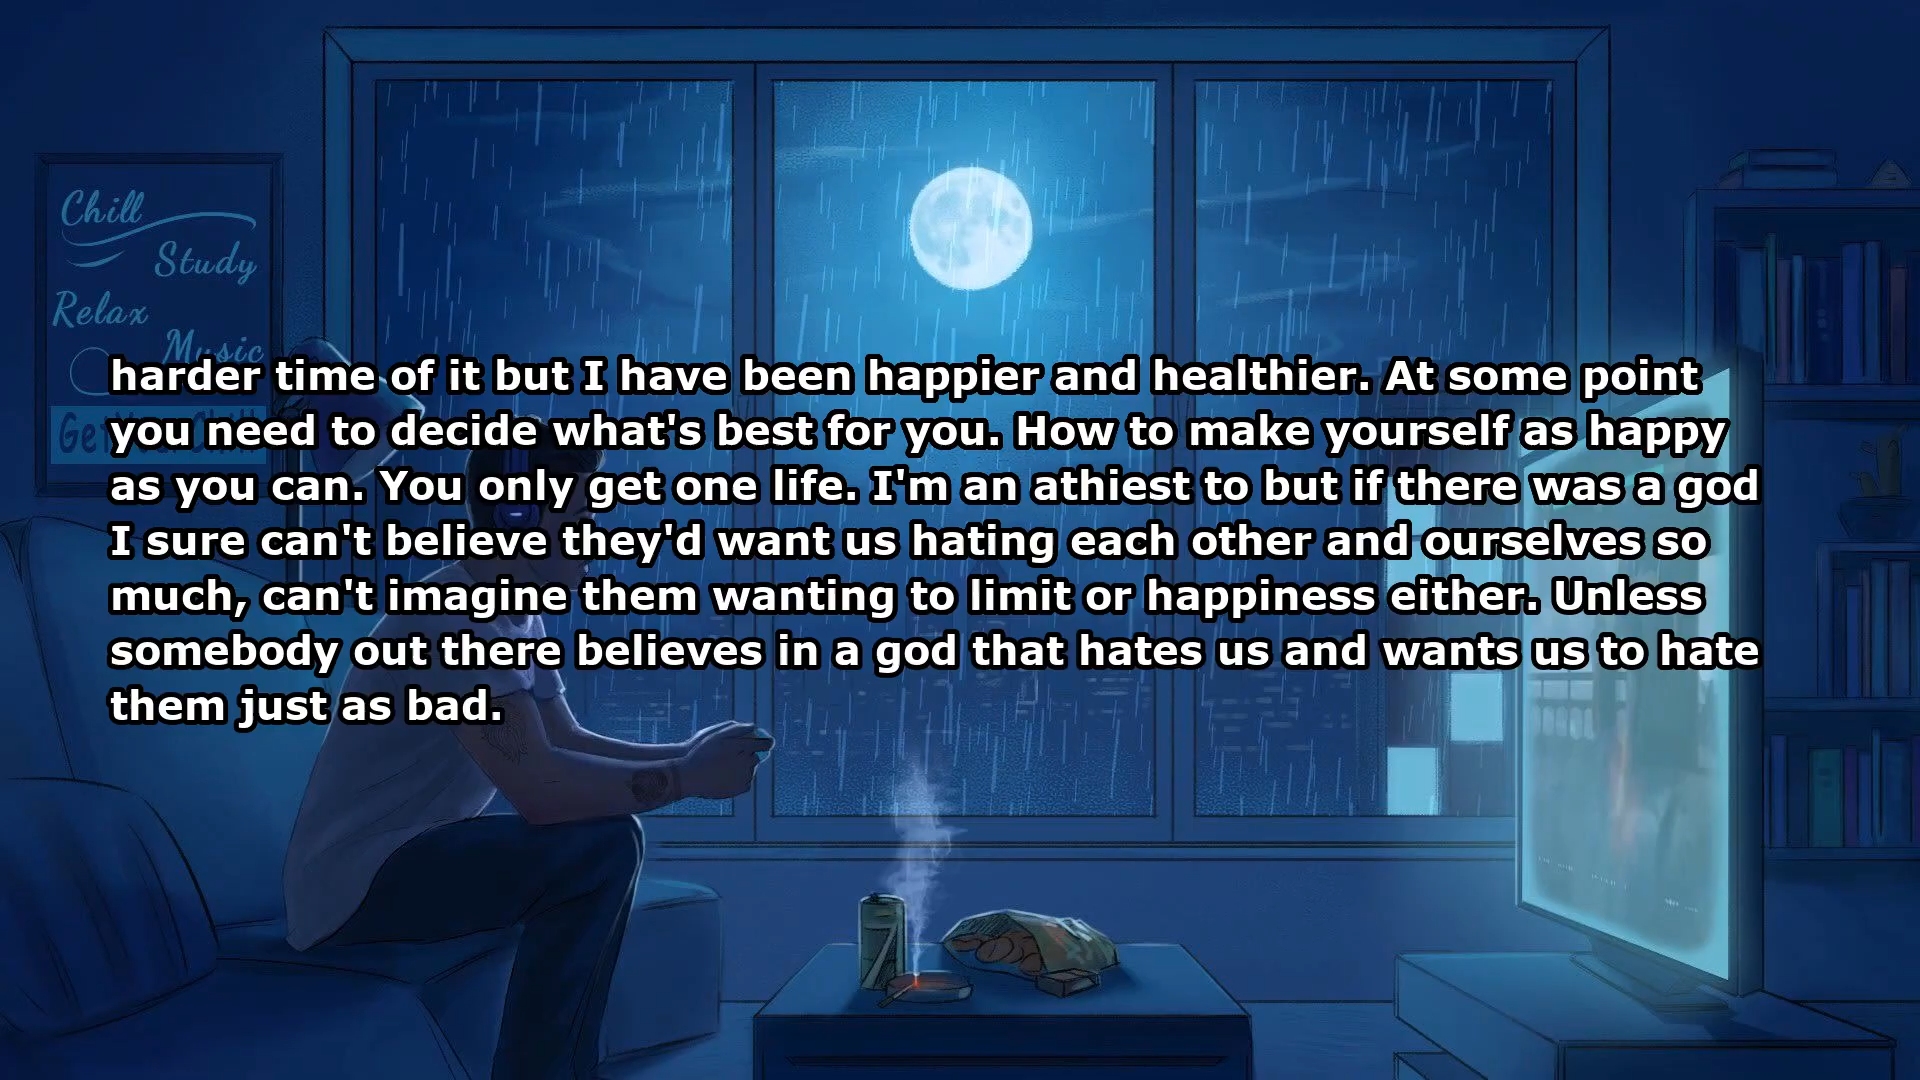 Chill
Study
Relax
Music
harder time of it but I have been happier and healthier. At some point
you need to decide what's best for you. How to make yourself as happy
as you can. You only get one life. I'm an athiest to but if there was a god
I sure can't believe they'd want us hating each other and ourselves so
much, can't imagine them wanting to limit or happiness either. Unless
somebody out there believes in a god that hates us and wants us to hate
them just as bad.